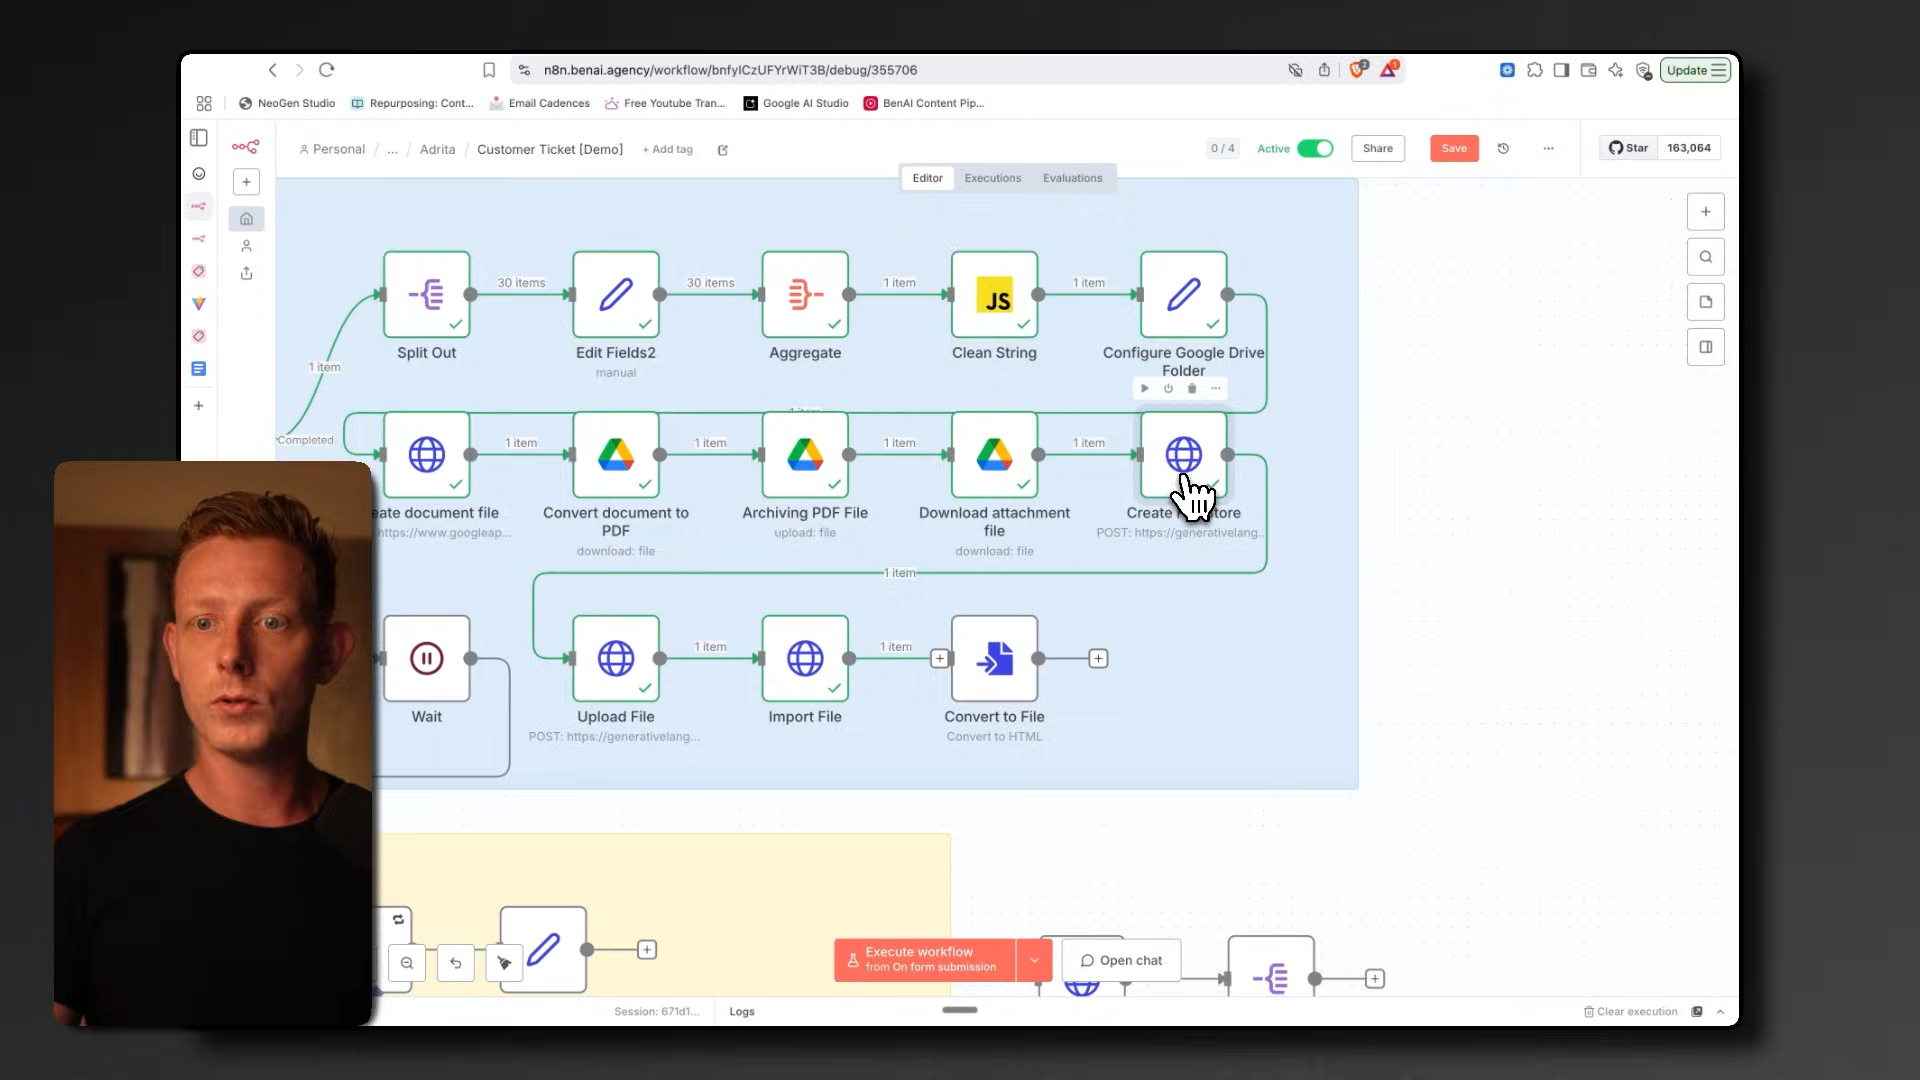 n8n.benai.agency/workflow/bnfyICzUFYrWiT3B/debug/355706
2
1
Update
NeoGen Studio
Repurposing: Cont...
Email Cadences
Free Youtube Tran...
Google AI Studio
BenAI Content Pip...
Personal / ... / Adrita / Customer Ticket [Demo] + Add tag
0 / 4
Active
Share
Save
Star 163,064
Editor
Executions
Evaluations
30 items
30 items
1 item
1 item
JS
Split Out
Edit Fields2
manual
Aggregate
Clean String
Configure Google Drive
Folder
1 item
Completed
1 item
1 item
1 item
1 item
eate document file
https://www.googleap...
Convert document to
PDF
download: file
Archiving PDF File
upload: file
Download attachment
file
download: file
Create
tore
POST: https://generativelang...
1 item
1 item
1 item
Wait
Upload File
POST: https://generativelang...
Import File
Convert to File
Convert to HTML
Execute workflow
from On form submission
Open chat
Session: 671d1...
Logs
Clear execution